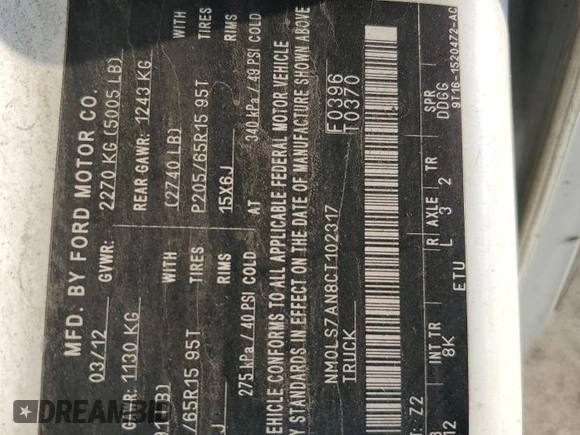 MFD. BY FORD MOTOR CO.
03/12 GVWR: 2270 KG (5005 LB)
R: 1130 KG REAR GAWR: 1243 KG
B) WITH (2740 LB) WITH
/65R15 95T TIRES P205/65R15 95T TIRES
J RIMS 15X6J RIMS
275 kPa / 40 PSI COLD AT 340 kPa / 49 PSI COLD
VEHICLE CONFORMS TO ALL APPLICABLE FEDERAL MOTOR VEHICLE
Y STANDARDS IN EFFECT ON THE DATE OF MANUFACTURE SHOWN ABOVE
NM0LS7AN8CT102317 F0396
TRUCK T0370
: Z2
INT TR R AXLE TR SPR
12 8K L 3 2 DDGG
ETU 9T16-1520472-AC
DREAMBID